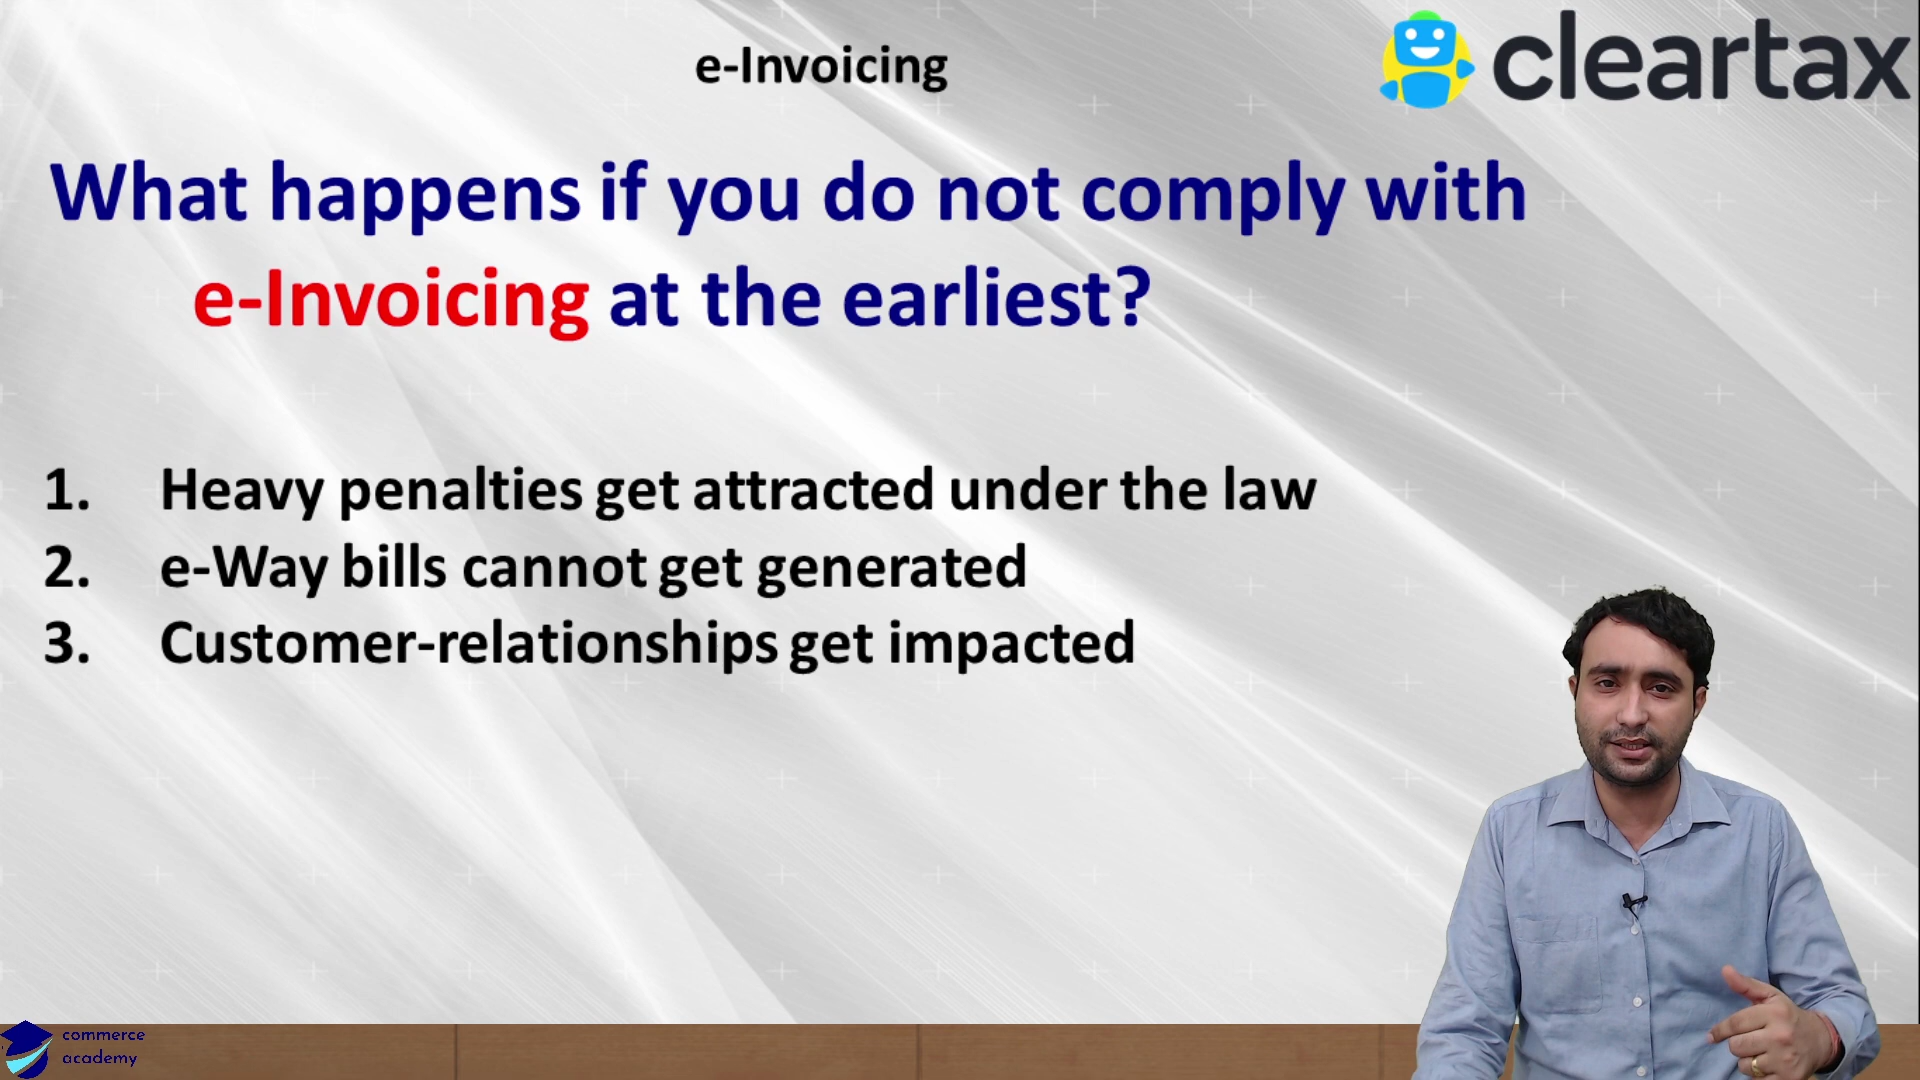 e-Invoicing
cleartax
What happens if you do not comply with
e-Invoicing at the earliest?
1. Heavy penalties get attracted under the law
2. e-Way bills cannot get generated
3. Customer-relationships get impacted
commerce
academy